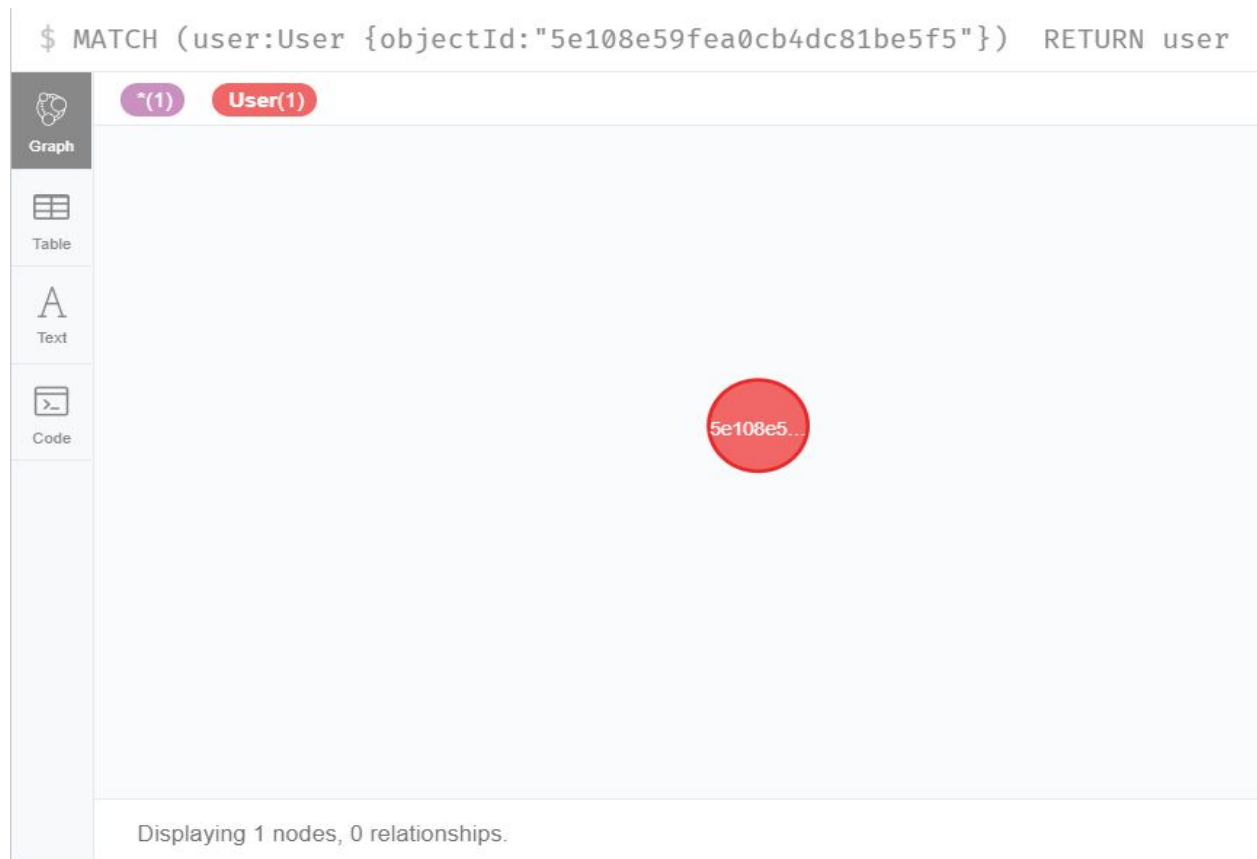 $ MATCH (user:User {objectId:"5e108e59fea0cb4dc81be5f5"})  RETURN user
*(1) User(1)
Graph
Table
A
Text
>_
Code
5e108e5...
Displaying 1 nodes, 0 relationships.